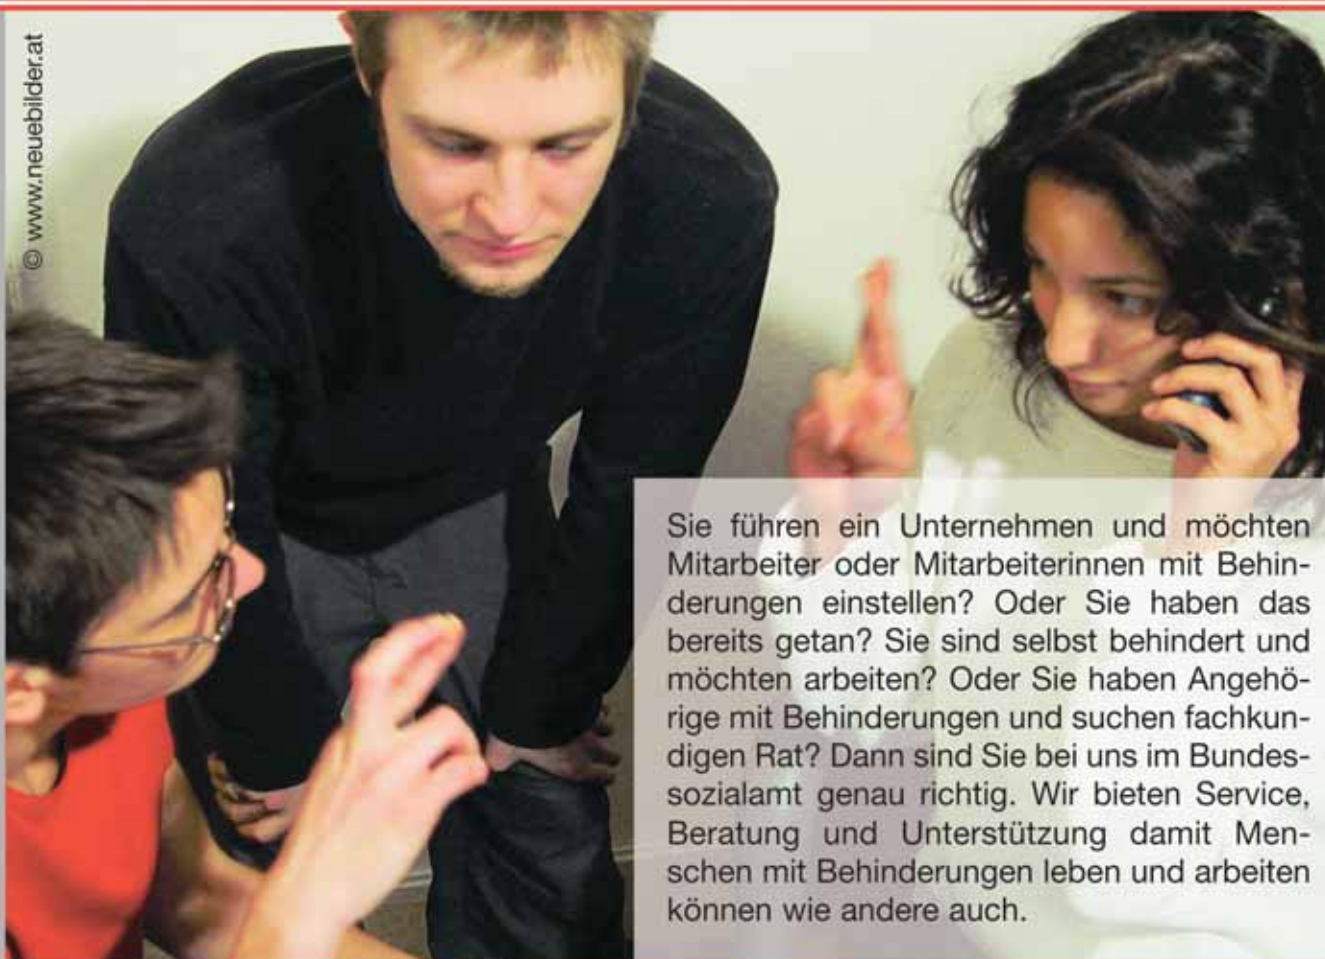 © www.neuebilder.at
Sie führen ein Unternehmen und möchten
Mitarbeiter oder Mitarbeiterinnen mit Behin-
derungen einstellen? Oder Sie haben das
bereits getan? Sie sind selbst behindert und
möchten arbeiten? Oder Sie haben Angehö-
rige mit Behinderungen und suchen fachkun-
digen Rat? Dann sind Sie bei uns im Bundes-
sozialamt genau richtig. Wir bieten Service,
Beratung und Unterstützung damit Men-
schen mit Behinderungen leben und arbeiten
können wie andere auch.